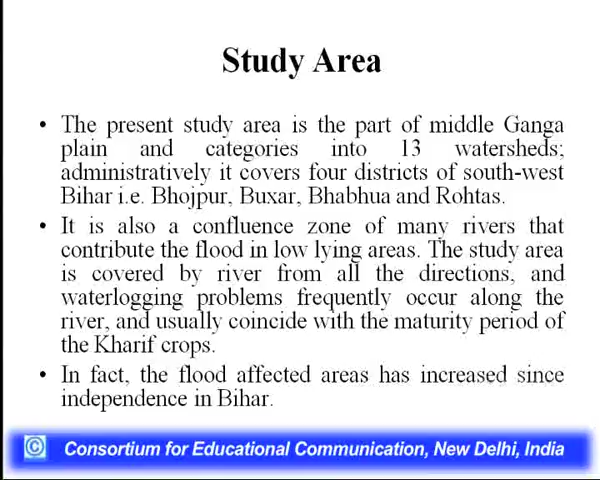 Study Area
• The present study area is the part of middle Ganga
plain and categories into 13 watersheds;
administratively it covers four districts of south-west
Bihar i.e. Bhojpur, Buxar, Bhabhua and Rohtas.
• It is also a confluence zone of many rivers that
contribute the flood in low lying areas. The study area
is covered by river from all the directions, and
waterlogging problems frequently occur along the
river, and usually coincide with the maturity period of
the Kharif crops.
• In fact, the flood affected areas has increased since
independence in Bihar.
© Consortium for Educational Communication, New Delhi, India